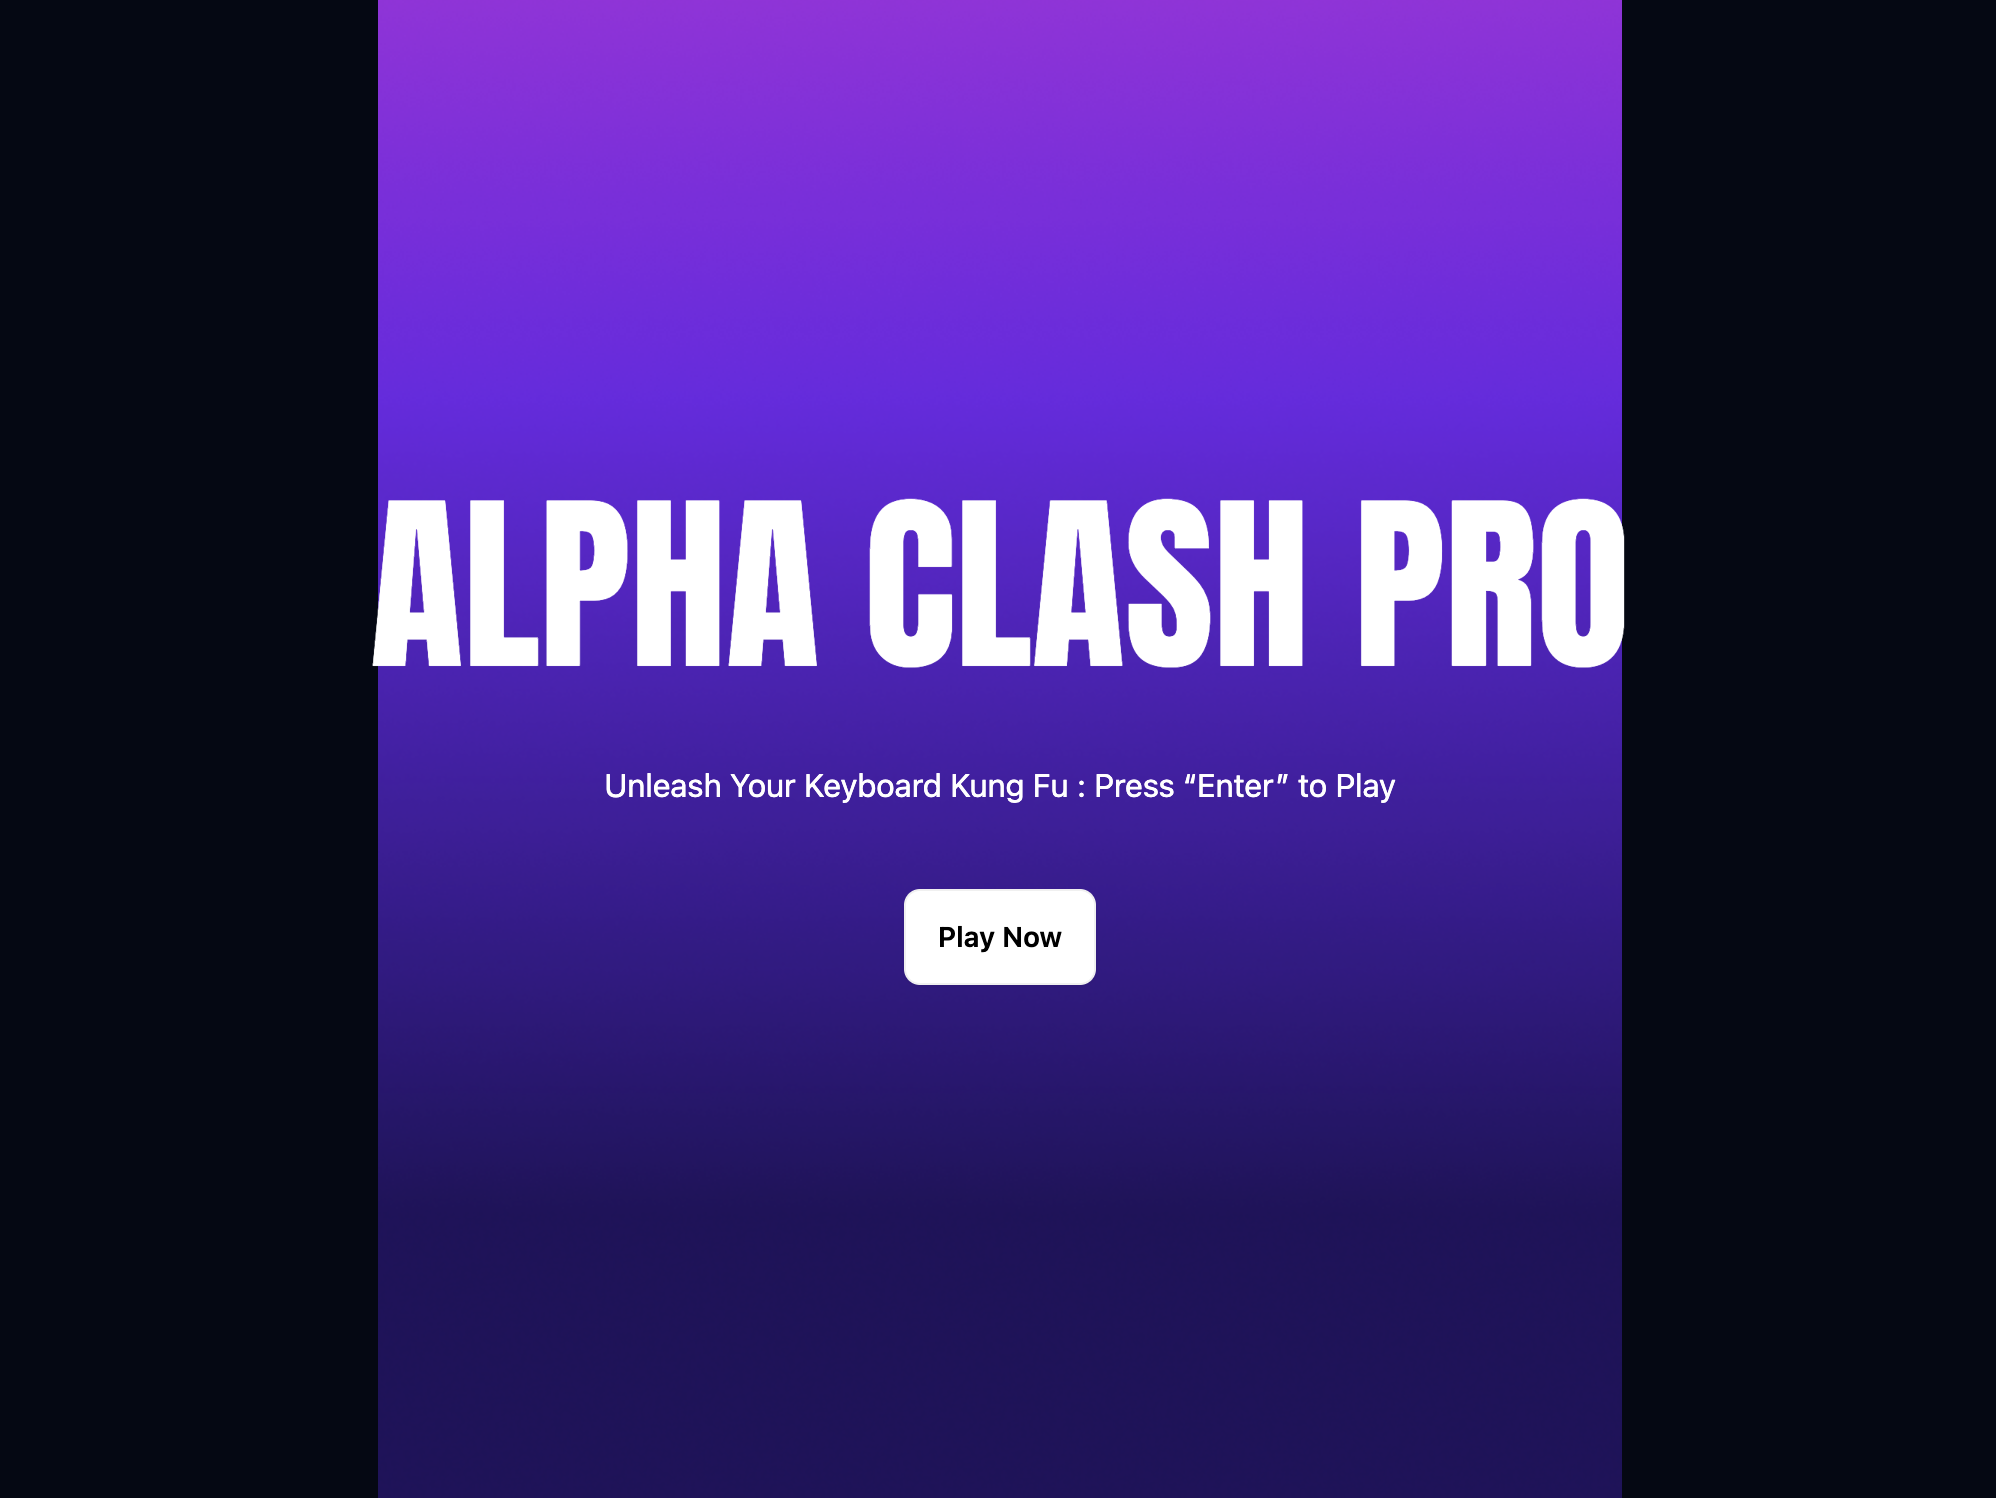 ALPHA CLASH PRO
Unleash Your Keyboard Kung Fu : Press “Enter” to Play
Play Now